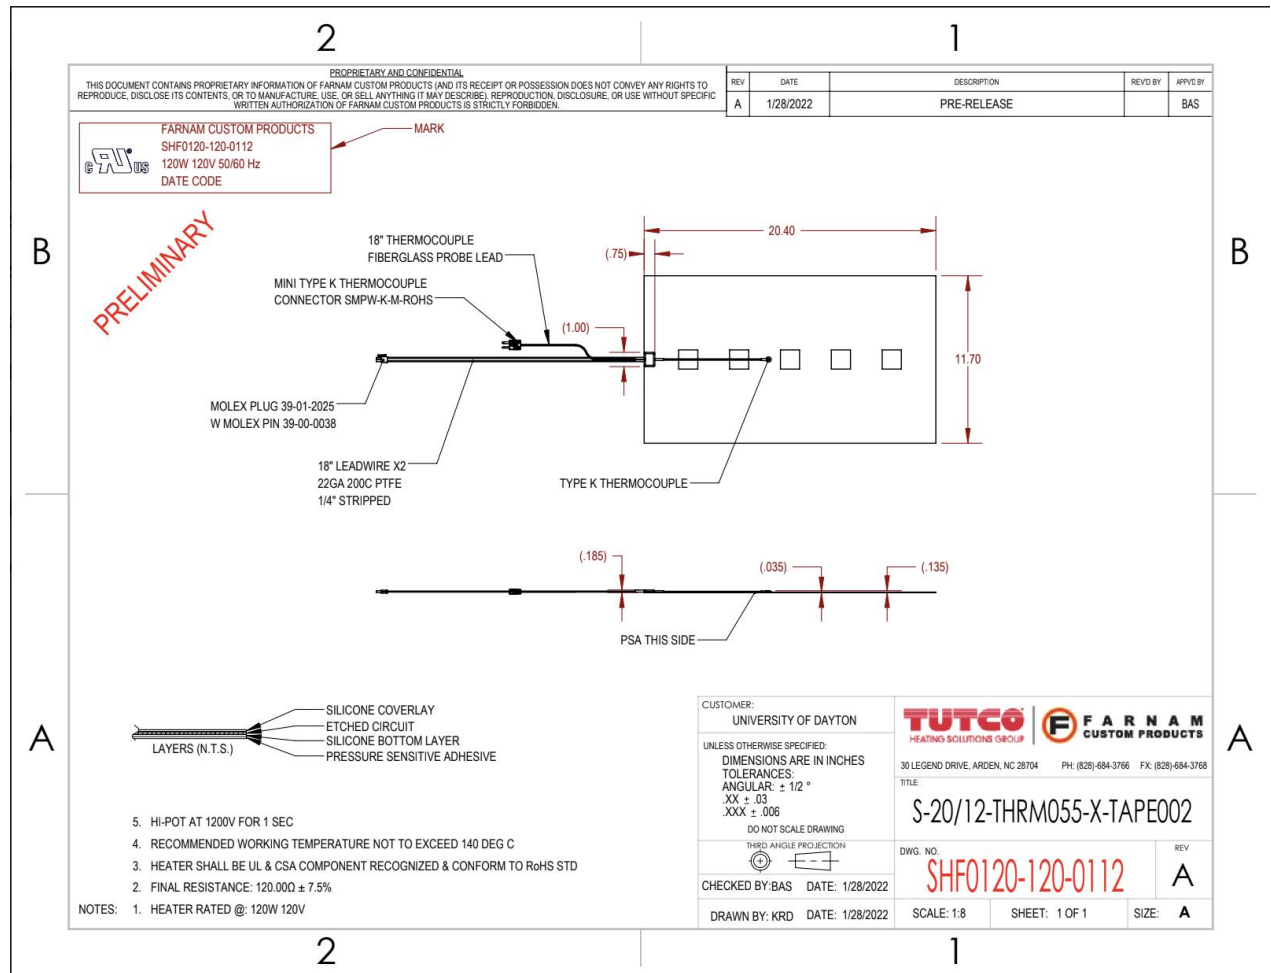 2
1
PROPRIETARY AND CONFIDENTIAL
THIS DOCUMENT CONTAINS PROPRIETARY INFORMATION OF FARNAM CUSTOM PRODUCTS (AND ITS RECEIPT OR POSSESSION DOES NOT CONVEY ANY RIGHTS TO
REPRODUCE, DISCLOSE ITS CONTENTS, OR TO MANUFACTURE, USE, OR SELL ANYTHING IT MAY DESCRIBE). REPRODUCTION, DISCLOSURE, OR USE WITHOUT SPECIFIC
WRITTEN AUTHORIZATION OF FARNAM CUSTOM PRODUCTS IS STRICTLY FORBIDDEN.
REV DATE DESCRIPTION REV'D BY APPV'D BY
A 1/28/2022 PRE-RELEASE BAS
FARNAM CUSTOM PRODUCTS
SHF0120-120-0112
120W 120V 50/60 Hz
DATE CODE
c RU US
MARK
PRELIMINARY
B
B
18" THERMOCOUPLE
FIBERGLASS PROBE LEAD
MINI TYPE K THERMOCOUPLE
CONNECTOR SMPW-K-M-ROHS
20.40
(.75)
(1.00)
11.70
MOLEX PLUG 39-01-2025
W MOLEX PIN 39-00-0038
18" LEADWIRE X2
22GA 200C PTFE
1/4" STRIPPED
TYPE K THERMOCOUPLE
(.185)
(.035)
(.135)
PSA THIS SIDE
A
A
SILICONE COVERLAY
ETCHED CIRCUIT
SILICONE BOTTOM LAYER
PRESSURE SENSITIVE ADHESIVE
LAYERS (N.T.S.)
5. HI-POT AT 1200V FOR 1 SEC
4. RECOMMENDED WORKING TEMPERATURE NOT TO EXCEED 140 DEG C
3. HEATER SHALL BE UL & CSA COMPONENT RECOGNIZED & CONFORM TO RoHS STD
2. FINAL RESISTANCE: 120.00Ω ± 7.5%
NOTES: 1. HEATER RATED @: 120W 120V
CUSTOMER:
UNIVERSITY OF DAYTON
UNLESS OTHERWISE SPECIFIED:
DIMENSIONS ARE IN INCHES
TOLERANCES:
ANGULAR: ± 1/2 °
.XX ± .03
.XXX ± .006
DO NOT SCALE DRAWING
THIRD ANGLE PROJECTION
CHECKED BY:BAS DATE: 1/28/2022
DRAWN BY: KRD DATE: 1/28/2022
TUTCO
HEATING SOLUTIONS GROUP
F FARNAM
CUSTOM PRODUCTS
30 LEGEND DRIVE, ARDEN, NC 28704 PH: (828)-684-3766 FX: (828)-684-3768
TITLE:
S-20/12-THRM055-X-TAPE002
DWG. NO.
SHF0120-120-0112
REV
A
SCALE: 1:8 SHEET: 1 OF 1 SIZE: A
2
1